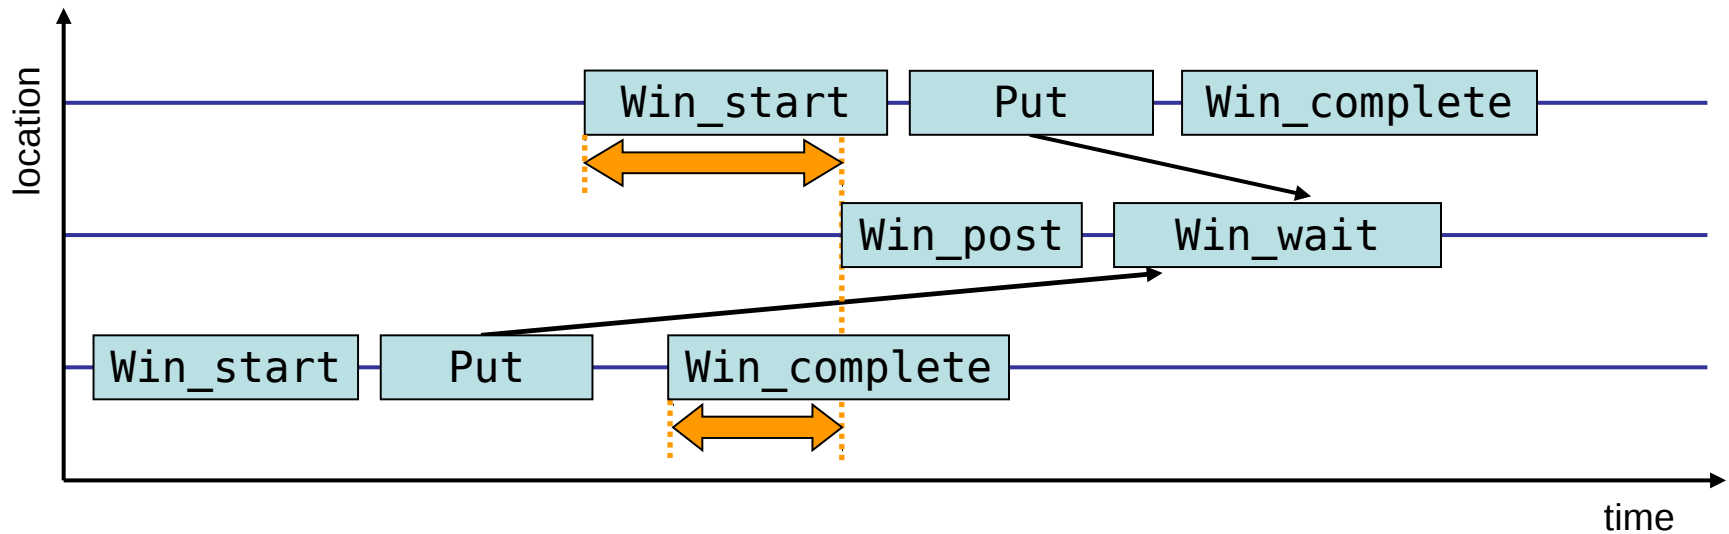 location
Win_start Put Win_complete
Win_post Win_wait
Win_start Put Win_complete
time